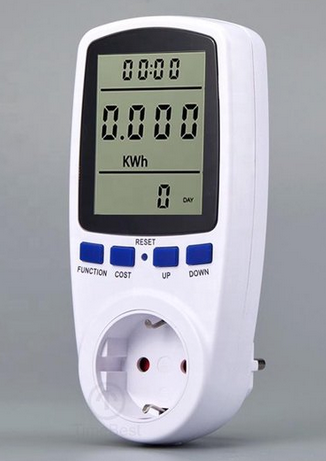 00:00
0.000
KWh
0 DAY
RESET
FUNCTION COST UP DOWN